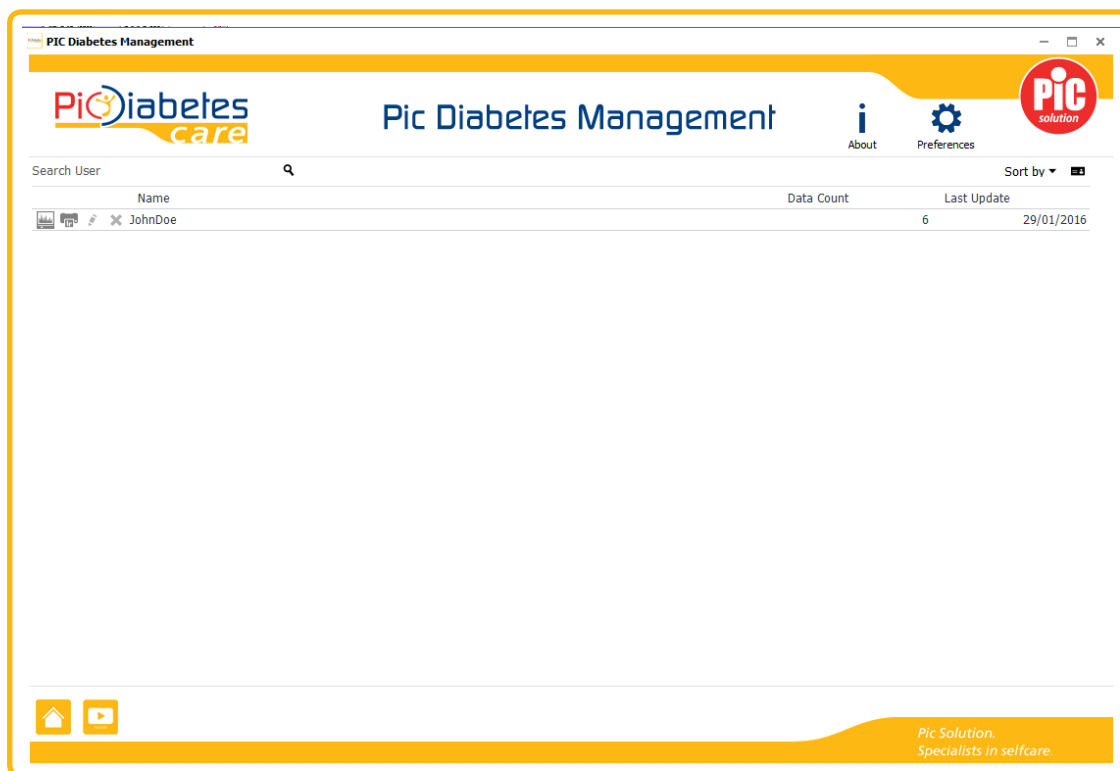 PIC Diabetes Management
PiCDiabetes
care
Pic Diabetes Management
About
Preferences
Pic
solution
Search User
Sort by
Name Data Count Last Update
JohnDoe 6 29/01/2016
Pic Solution.
Specialists in selfcare.